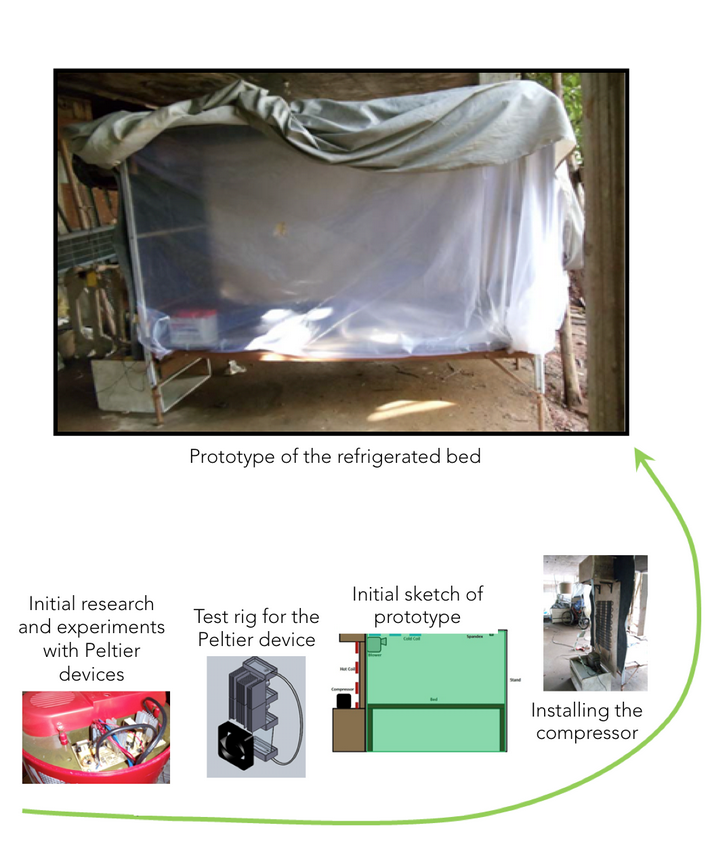 Prototype of the refrigerated bed
Initial research
and experiments
with Peltier
devices
Test rig for the
Peltier device
Initial sketch of
prototype
Cold Coil
Spandex
Blower
Hot Coil
Compressor
Stand
Bed
Installing the
compressor